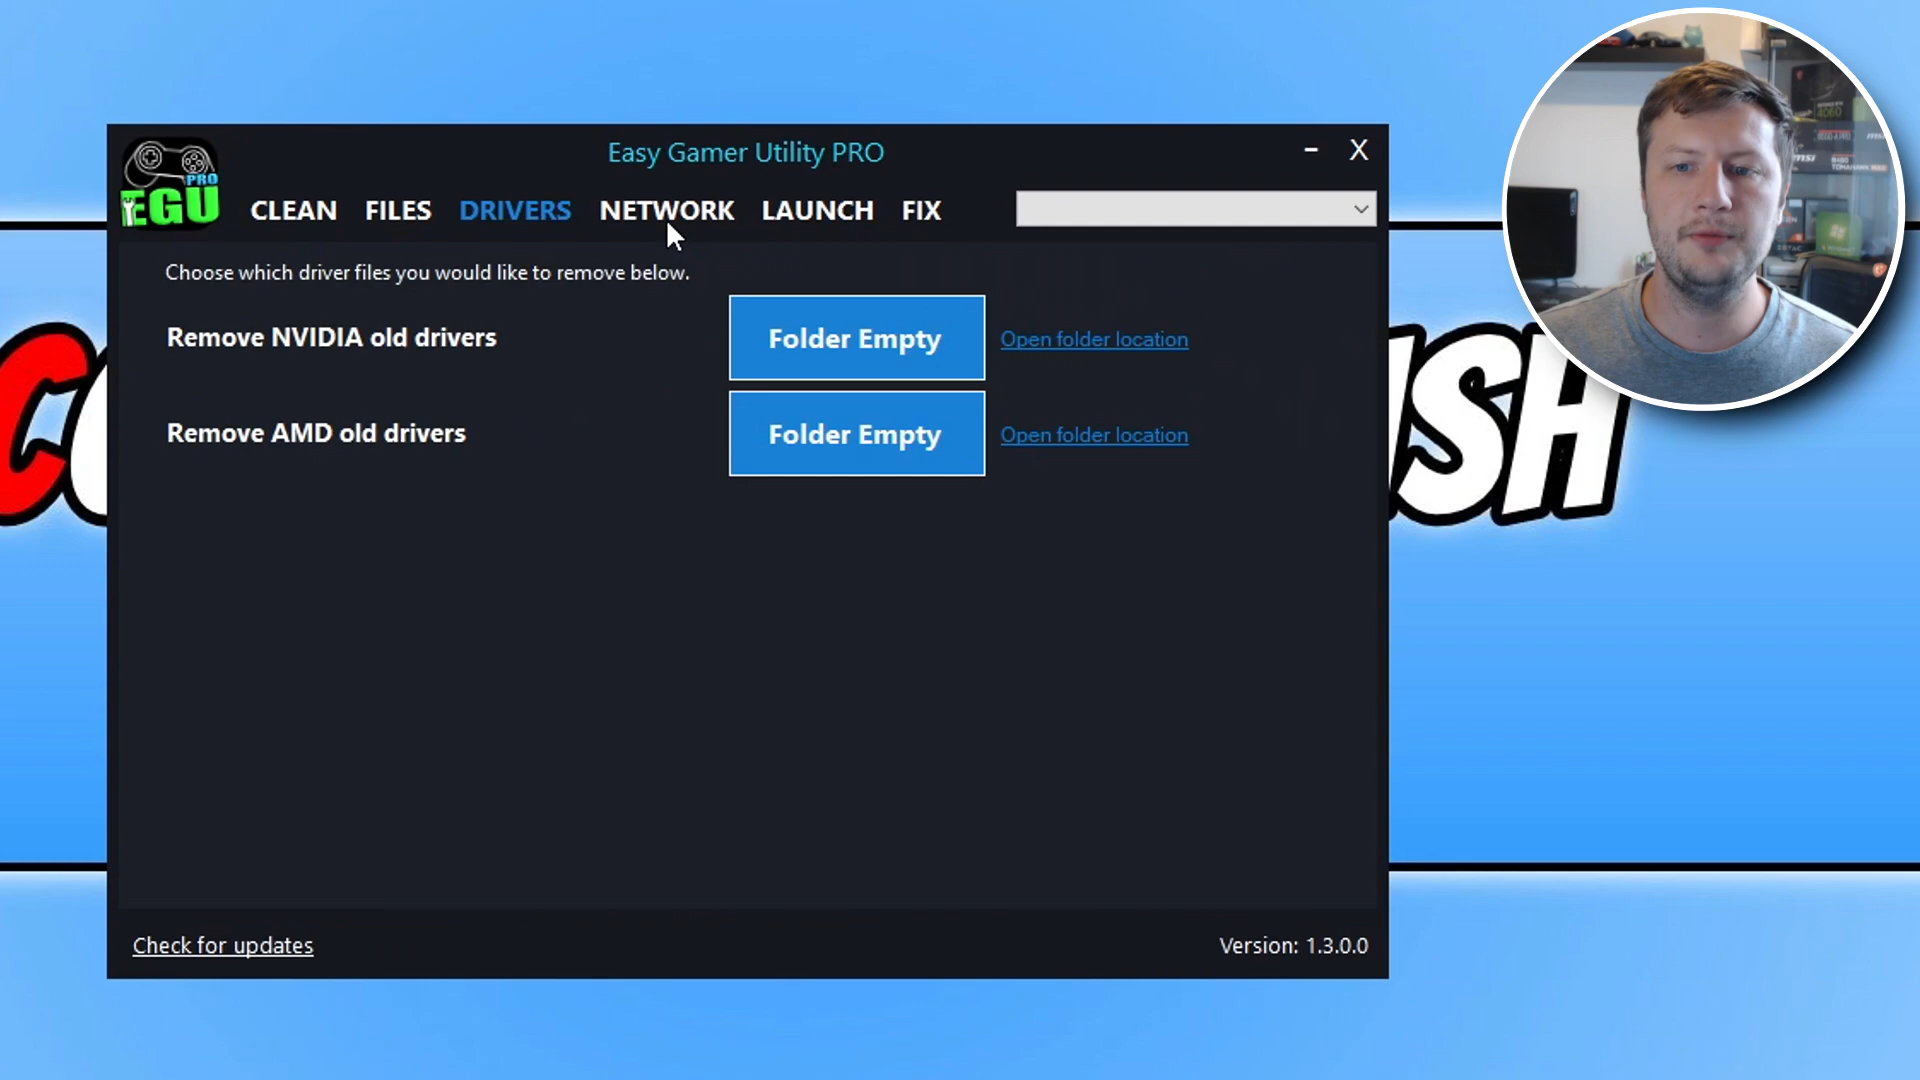 Easy Gamer Utility PRO
- X
PRO
EGU
CLEAN FILES DRIVERS NETWORK LAUNCH FIX
Choose which driver files you would like to remove below.
Remove NVIDIA old drivers Folder Empty Open folder location
Remove AMD old drivers Folder Empty Open folder location
Check for updates Version: 1.3.0.0
C
SH